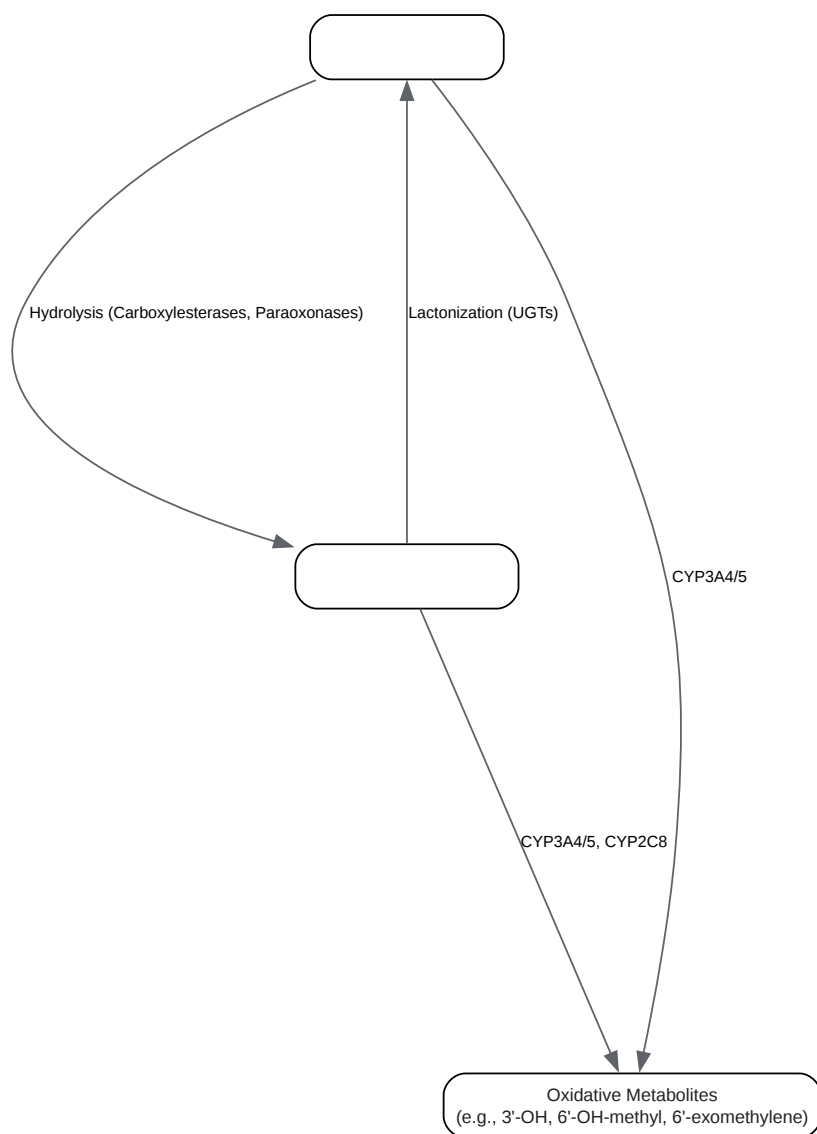 Hydrolysis (Carboxylesterases, Paraoxonases)
Lactonization (UGTs)
CYP3A4/5
CYP3A4/5, CYP2C8
Oxidative Metabolites
(e.g., 3'-OH, 6'-OH-methyl, 6'-exomethylene)